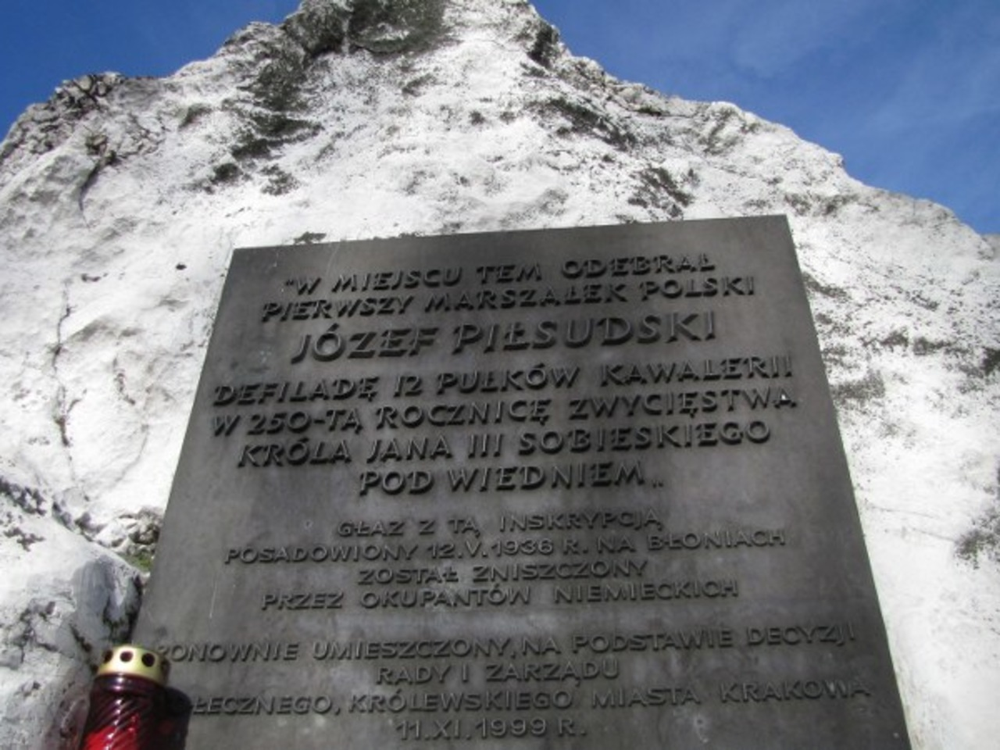 "W MIEJSCU TEM ODEBRAŁ
PIERWSZY MARSZAŁEK POLSKI
JÓZEF PIŁSUDSKI
DEFILADĘ 12 PUŁKÓW KAWALERII
W 250-TĄ ROCZNICĘ ZWYCIĘSTWA
KRÓLA JANA III SOBIESKIEGO
POD WIEDNIEM„
GŁAZ Z TĄ INSKRYPCJĄ
POSADOWIONY 12.V.1936 R. NA BŁONIACH
ZOSTAŁ ZNISZCZONY
PRZEZ OKUPANTÓW NIEMIECKICH
PONOWNIE UMIESZCZONY, NA PODSTAWIE DECYZJI
RADY I ZARZĄDU
KRÓLEWSKIEGO MIASTA KRAKOWA
11.XI.1999 R.